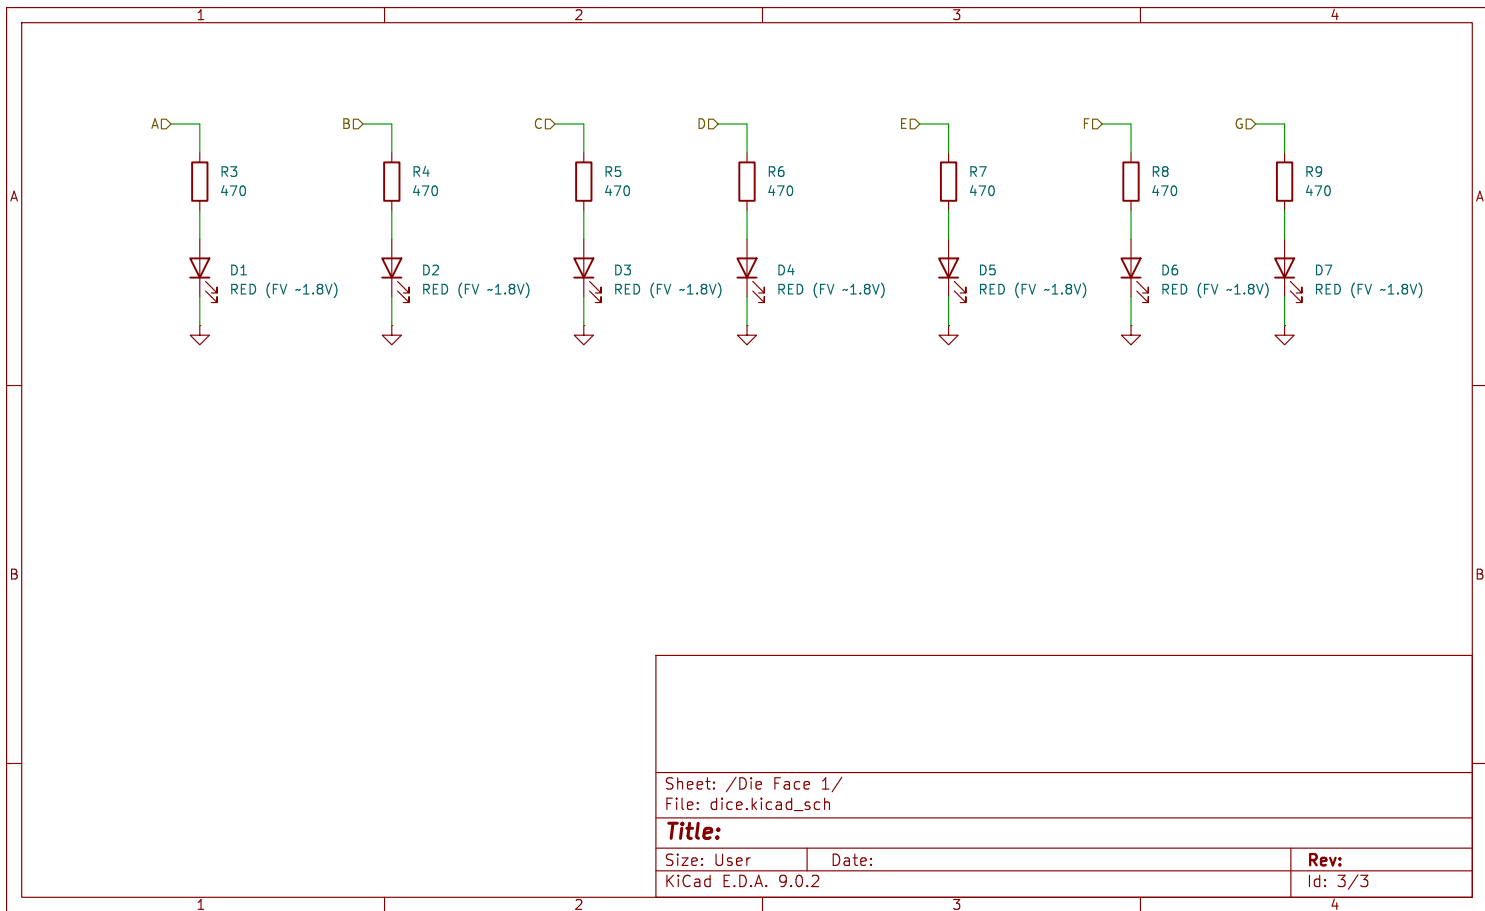 1 2 3 4
A B C D E F G
R3 R4 R5 R6 R7 R8 R9
470 470 470 470 470 470 470
A A
D1 D2 D3 D4 D5 D6 D7
RED (FV ~1.8V) RED (FV ~1.8V) RED (FV ~1.8V) RED (FV ~1.8V) RED (FV ~1.8V) RED (FV ~1.8V) RED (FV ~1.8V)
B B
Sheet: /Die Face 1/
File: dice.kicad_sch
Title:
Size: User Date: Rev:
KiCad E.D.A. 9.0.2 Id: 3/3
1 2 3 4